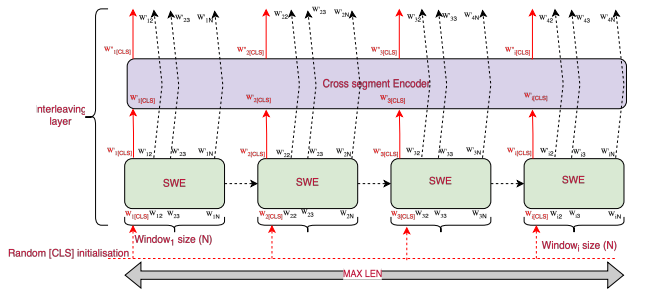 W'12 W'23 W'1N W'22 W'23 W'2N W'32 W'33 W'4N W'42 W'43 W'4N
W"1[CLS] W"2[CLS] W"3[CLS] W"i[CLS]
Cross segment Encoder
W'1[CLS] W'2[CLS] W'3[CLS] W'i[CLS]
Interleaving
layer
W'1[CLS] W'12 W'23 W'1N W'2[CLS] W'22 W'23 W'2N W'3[CLS] W'32 W'33 W'3N W'i[CLS] W'i2 W'i3 W'iN
SWE SWE SWE SWE
W1[CLS] W12 W23 W1N W2[CLS] W22 W23 W2N W3[CLS] W32 W33 W3N Wi[CLS] Wi2 Wi3 WiN
Window1 size (N) Windowi size (N)
Random [CLS] initialisation
MAX LEN